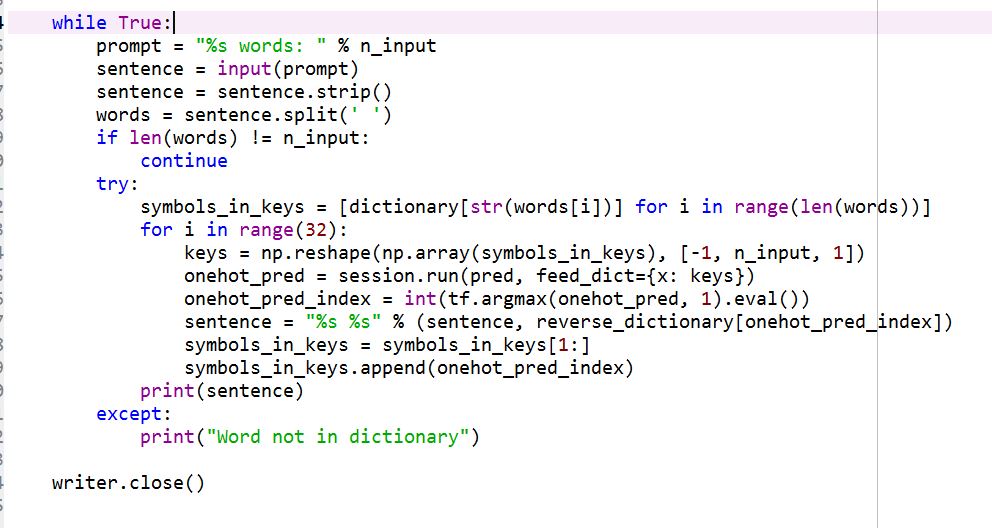 while True:
    prompt = "%s words: " % n_input
    sentence = input(prompt)
    sentence = sentence.strip()
    words = sentence.split(' ')
    if len(words) != n_input:
        continue
    try:
        symbols_in_keys = [dictionary[str(words[i])] for i in range(len(words))]
        for i in range(32):
            keys = np.reshape(np.array(symbols_in_keys), [-1, n_input, 1])
            onehot_pred = session.run(pred, feed_dict={x: keys})
            onehot_pred_index = int(tf.argmax(onehot_pred, 1).eval())
            sentence = "%s %s" % (sentence, reverse_dictionary[onehot_pred_index])
            symbols_in_keys = symbols_in_keys[1:]
            symbols_in_keys.append(onehot_pred_index)
        print(sentence)
    except:
        print("Word not in dictionary")
writer.close()